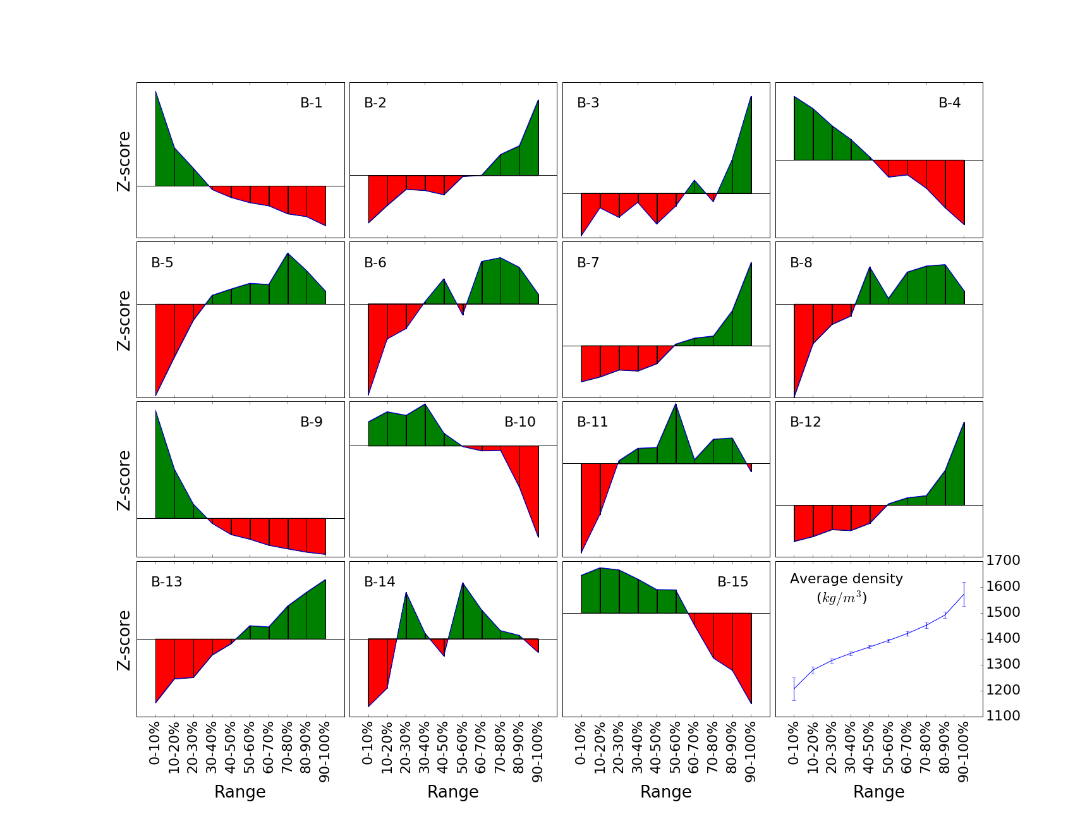 B-1
B-2
B-3
B-4
Z-score
B-5
B-6
B-7
B-8
Z-score
B-9
B-10
B-11
B-12
Z-score
B-13
B-14
B-15
Average density
(kg/m³)
Z-score
1700
1600
1500
1400
1300
1200
1100
0-10%
10-20%
20-30%
30-40%
40-50%
50-60%
60-70%
70-80%
80-90%
90-100%
0-10%
10-20%
20-30%
30-40%
40-50%
50-60%
60-70%
70-80%
80-90%
90-100%
0-10%
10-20%
20-30%
30-40%
40-50%
50-60%
60-70%
70-80%
80-90%
90-100%
0-10%
10-20%
20-30%
30-40%
40-50%
50-60%
60-70%
70-80%
80-90%
90-100%
Range
Range
Range
Range